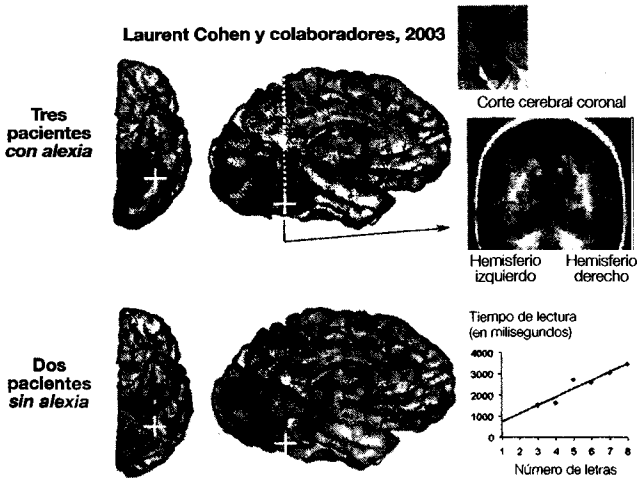 Laurent Cohen y colaboradores, 2003
Tres
pacientes
con alexia
Corte cerebral coronal
Hemisferio
izquierdo
Hemisferio
derecho
Dos
pacientes
sin alexia
Tiempo de lectura
(en milisegundos)
4000
3000
2000
1000
0
1 2 3 4 5 6 7 8
Número de letras